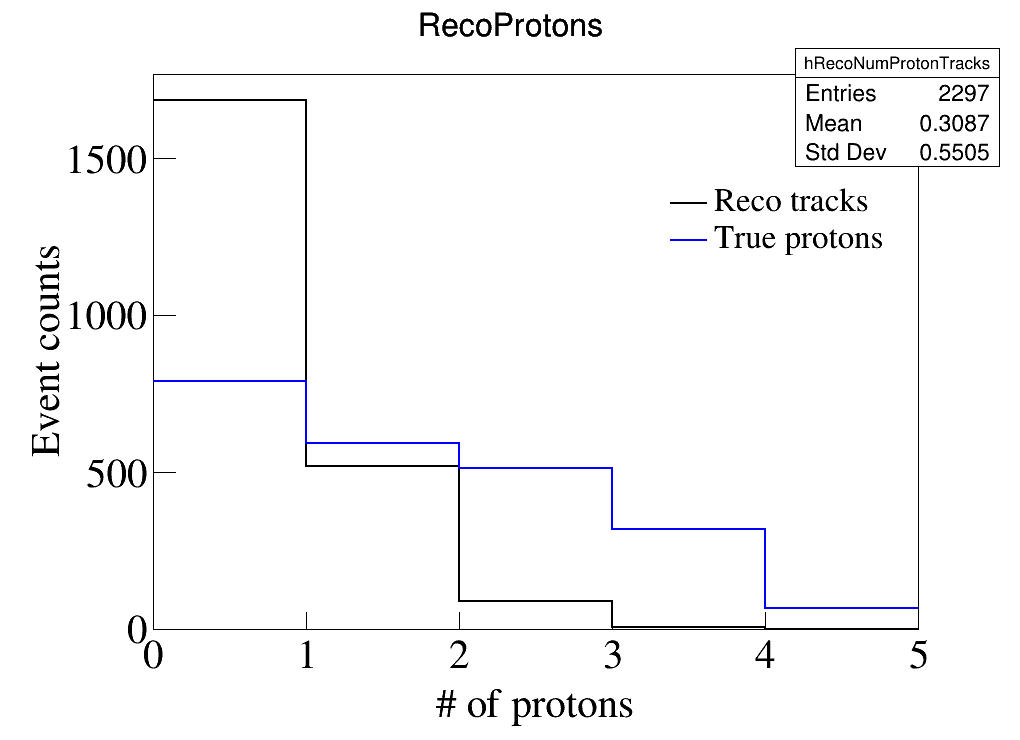 RecoProtons
hRecoNumProtonTracks
Entries 2297
Mean 0.3087
Std Dev 0.5505
Reco tracks
True protons
Event counts
1500
1000
500
0
0 1 2 3 4 5
# of protons